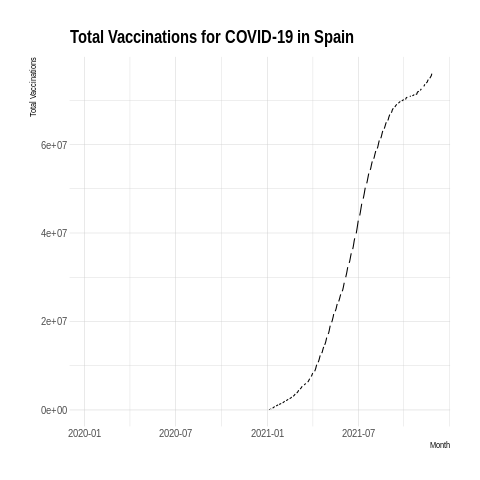 Total Vaccinations for COVID-19 in Spain
Total Vaccinations
6e+07
4e+07
2e+07
0e+00
2020-01 2020-07 2021-01 2021-07
Month